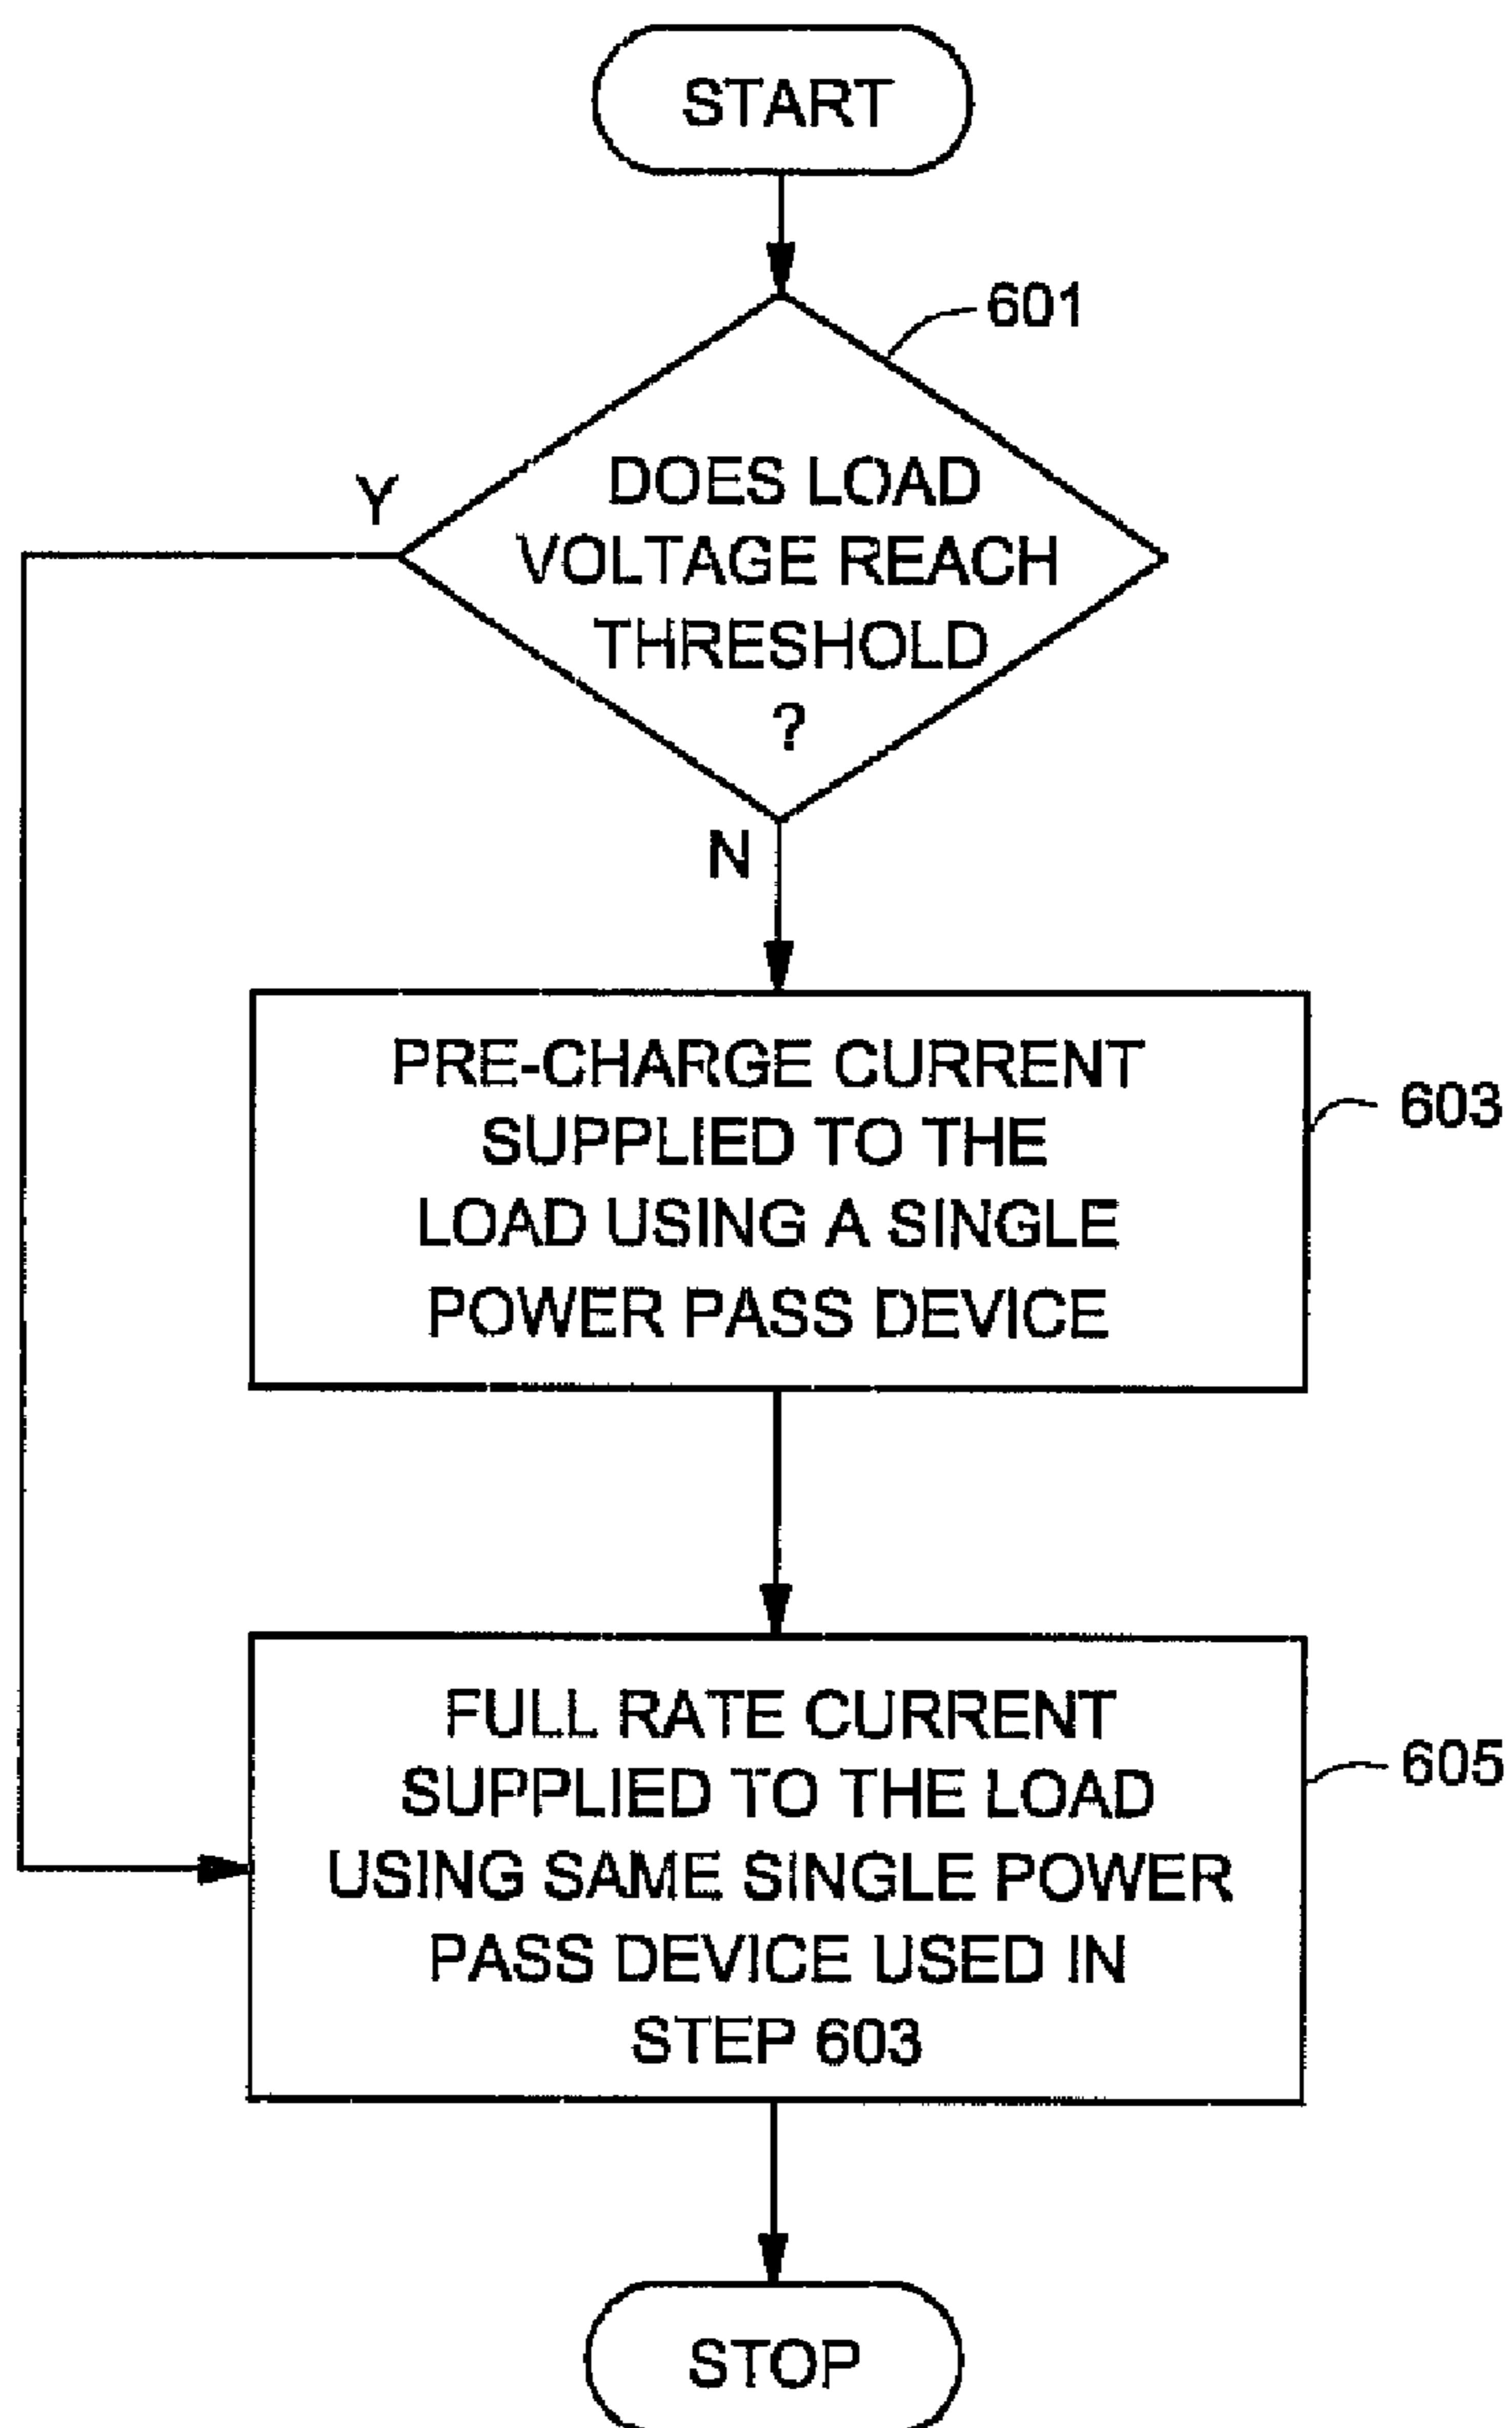 START
601
DOES LOAD
VOLTAGE REACH
THRESHOLD
?
Y
N
PRE-CHARGE CURRENT
SUPPLIED TO THE
LOAD USING A SINGLE
POWER PASS DEVICE
603
FULL RATE CURRENT
SUPPLIED TO THE LOAD
USING SAME SINGLE POWER
PASS DEVICE USED IN
STEP 603
605
STOP